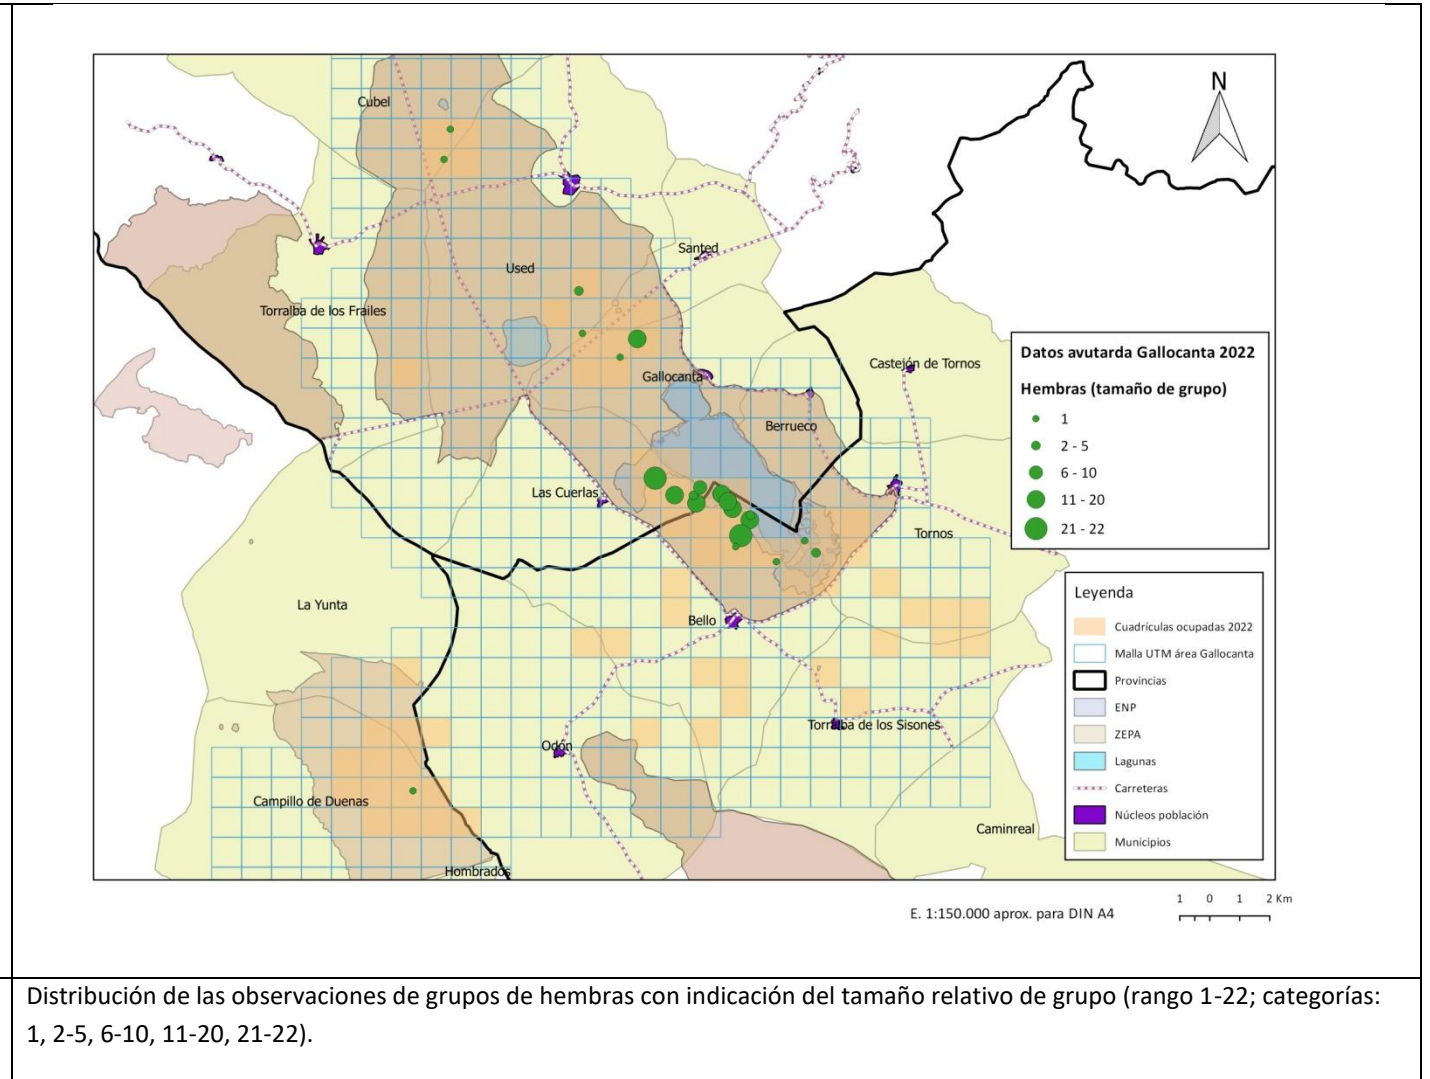 N
Cubel
Santed
Used
Torralba de los Frailes
Gallocanta
Castejón de Tornos
Berrueco
Las Cuerlas
Tornos
La Yunta
Bello
Torralba de los Sisones
Odón
Campillo de Duenas
Caminreal
Hombrados
Datos avutarda Gallocanta 2022
Hembras (tamaño de grupo)
1
2 - 5
6 - 10
11 - 20
21 - 22
Leyenda
Cuadrículas ocupadas 2022
Malla UTM área Gallocanta
Provincias
ENP
ZEPA
Lagunas
Carreteras
Núcleos población
Municipios
E. 1:150.000 aprox. para DIN A4
1 0 1 2 Km
Distribución de las observaciones de grupos de hembras con indicación del tamaño relativo de grupo (rango 1-22; categorías:
1, 2-5, 6-10, 11-20, 21-22).